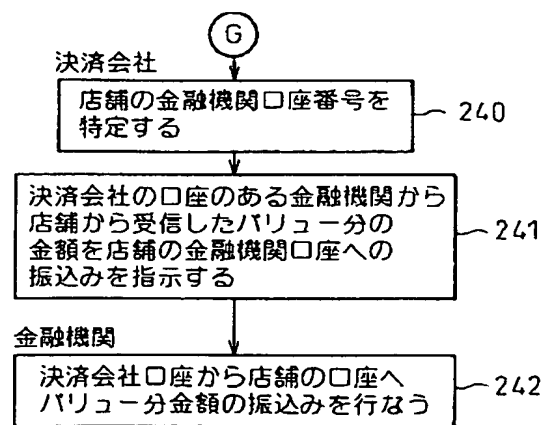 G
決済会社
店舗の金融機関口座番号を
特定する
240
決済会社の口座のある金融機関から
店舗から受信したバリュー分の
金額を店舗の金融機関口座への
振込みを指示する
241
金融機関
決済会社口座から店舗の口座へ
バリュー分金額の振込みを行なう
242